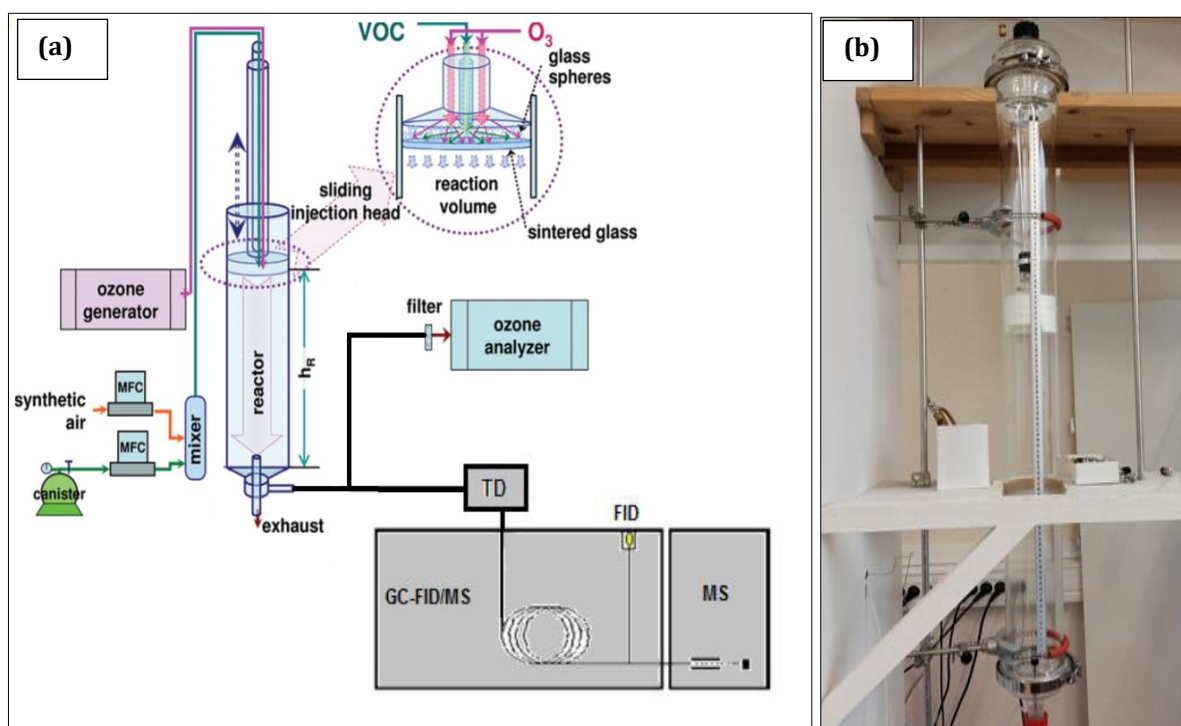 (a)
VOC
O3
glass
spheres
reaction
volume
sintered glass
sliding
injection head
ozone
generator
reactor
hR
filter
ozone
analyzer
MFC
synthetic
air
MFC
mixer
canister
exhaust
TD
FID
GC-FID/MS
MS
(b)